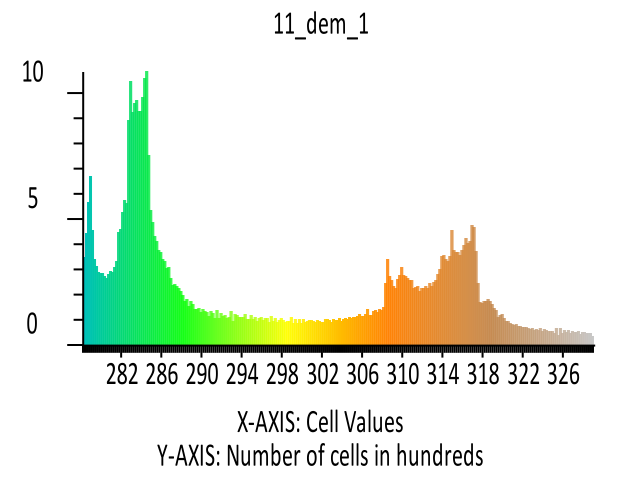 11_dem_1
10
5
0
282 286 290 294 298 302 306 310 314 318 322 326
X-AXIS: Cell Values
Y-AXIS: Number of cells in hundreds